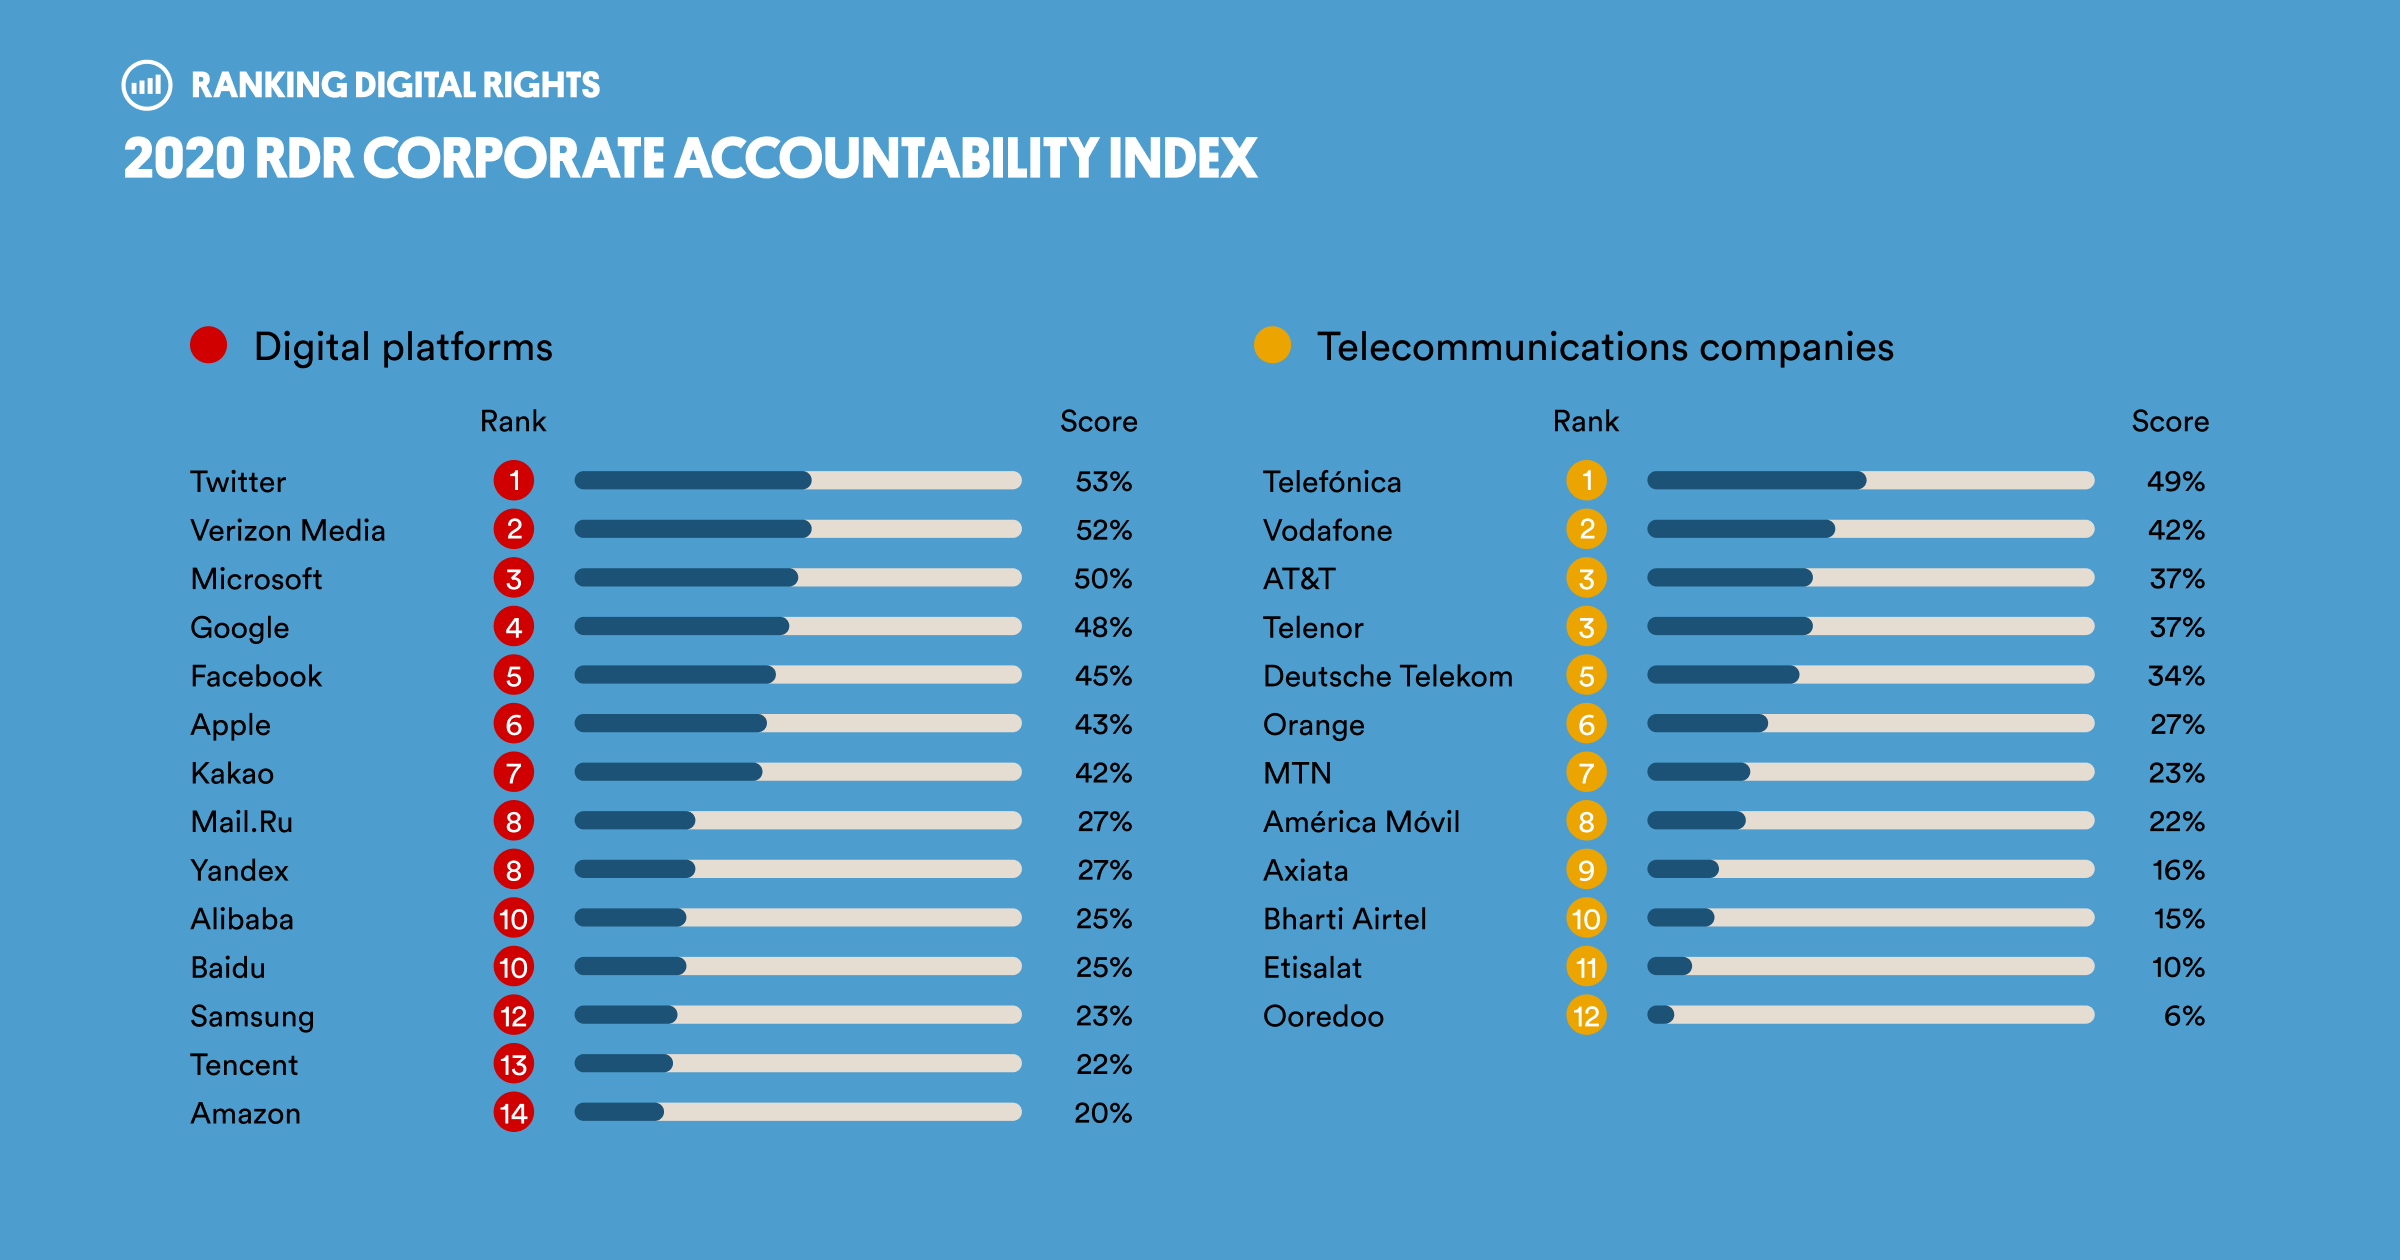 RANKING DIGITAL RIGHTS
2020 RDR CORPORATE ACCOUNTABILITY INDEX
Digital platforms
Rank Score
Twitter 1 53%
Verizon Media 2 52%
Microsoft 3 50%
Google 4 48%
Facebook 5 45%
Apple 6 43%
Kakao 7 42%
Mail.Ru 8 27%
Yandex 8 27%
Alibaba 10 25%
Baidu 10 25%
Samsung 12 23%
Tencent 13 22%
Amazon 14 20%
Telecommunications companies
Rank Score
Telefónica 1 49%
Vodafone 2 42%
AT&T 3 37%
Telenor 3 37%
Deutsche Telekom 5 34%
Orange 6 27%
MTN 7 23%
América Móvil 8 22%
Axiata 9 16%
Bharti Airtel 10 15%
Etisalat 11 10%
Ooredoo 12 6%